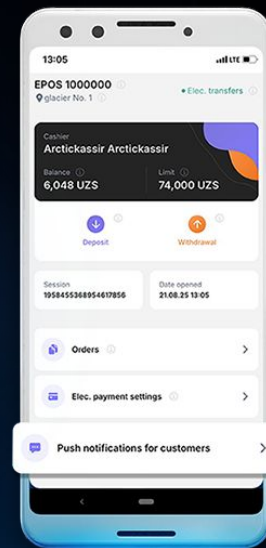 13:05
LTE
EPOS 1000000
glacier No. 1
Elec. transfers
Cashier
Arctickassir Arctickassir
Balance
Limit
6,048 UZS
74,000 UZS
Deposit
Withdrawal
Session
Date opened
1958455368954617856
21.08.25 13:05
Orders
Elec. payment settings
Push notifications for customers